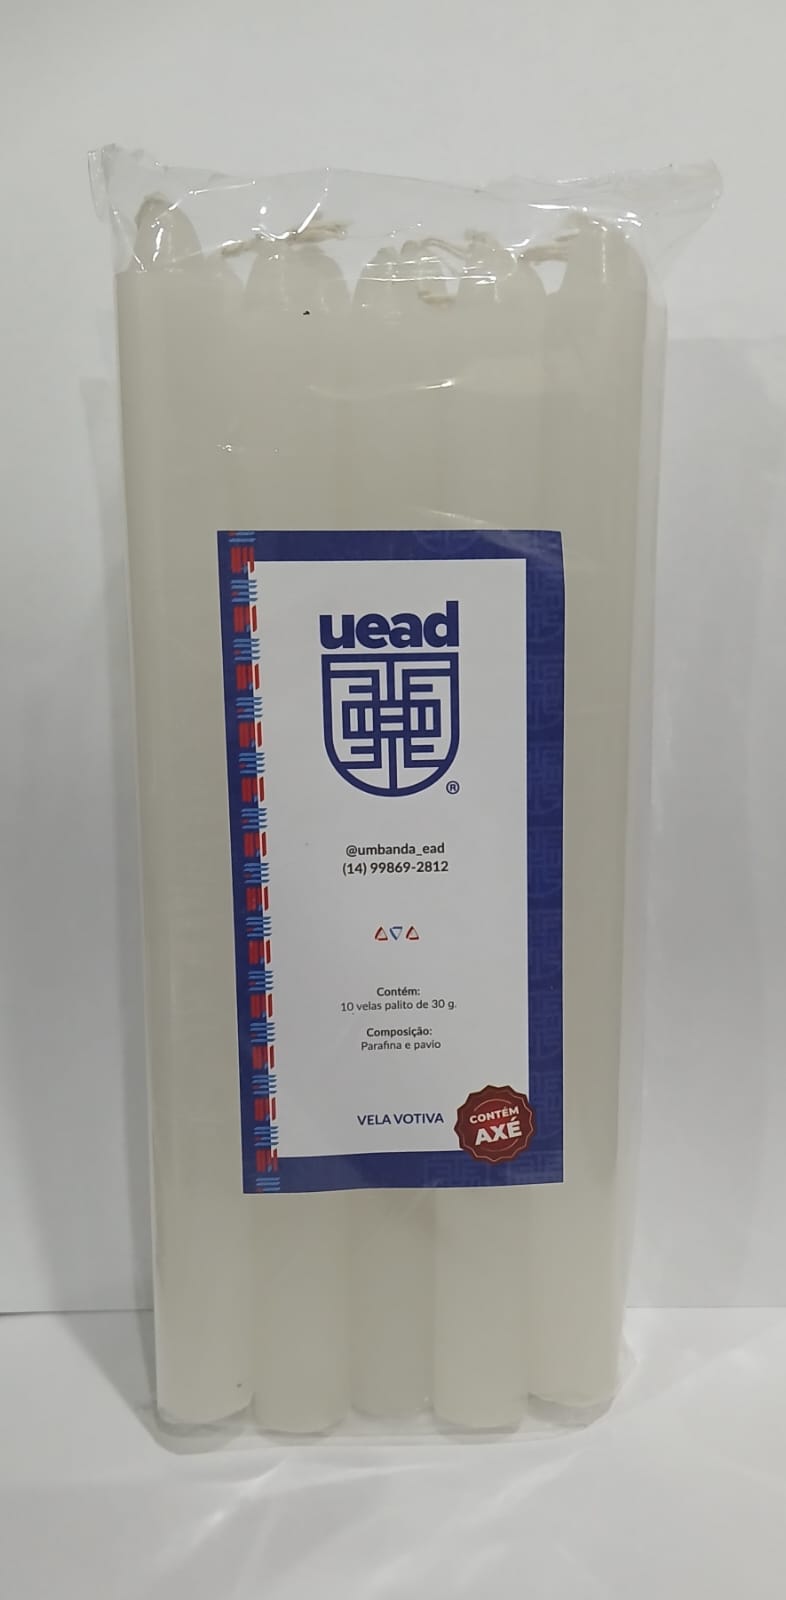 uead
®
@umbanda_ead
(14) 99869-2812
Contém:
10 velas palito de 30 g.
Composição:
Parafina e pavio
VELA VOTIVA
CONTÉM
AXÉ